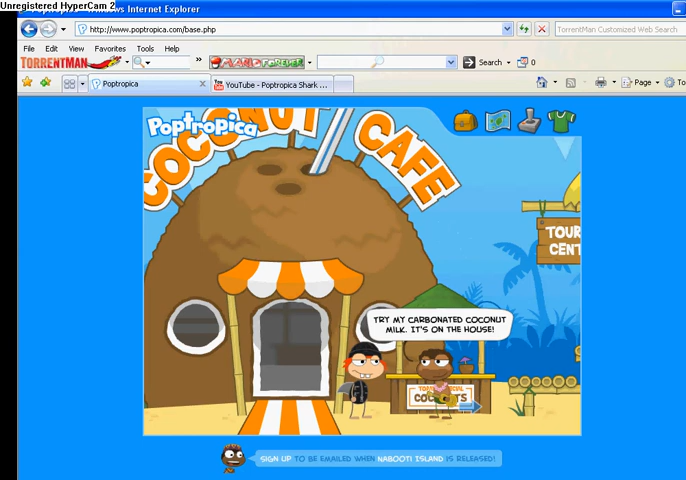 Unregistered HyperCam 2
Windows Internet Explorer
http://www.poptropica.com/base.php
TorrentMan Customized Web Search
File Edit View Favorites Tools Help
TORRENTMAN
Search
0
Poptropica
YouTube - Poptropica Shark ...
Page
Tools
Poptropica
COCONUT CAFE
TOUR
CENT
TRY MY CARBONATED COCONUT
MILK. IT'S ON THE HOUSE!
SIGN UP TO BE EMAILED WHEN NABOOTI ISLAND IS RELEASED!